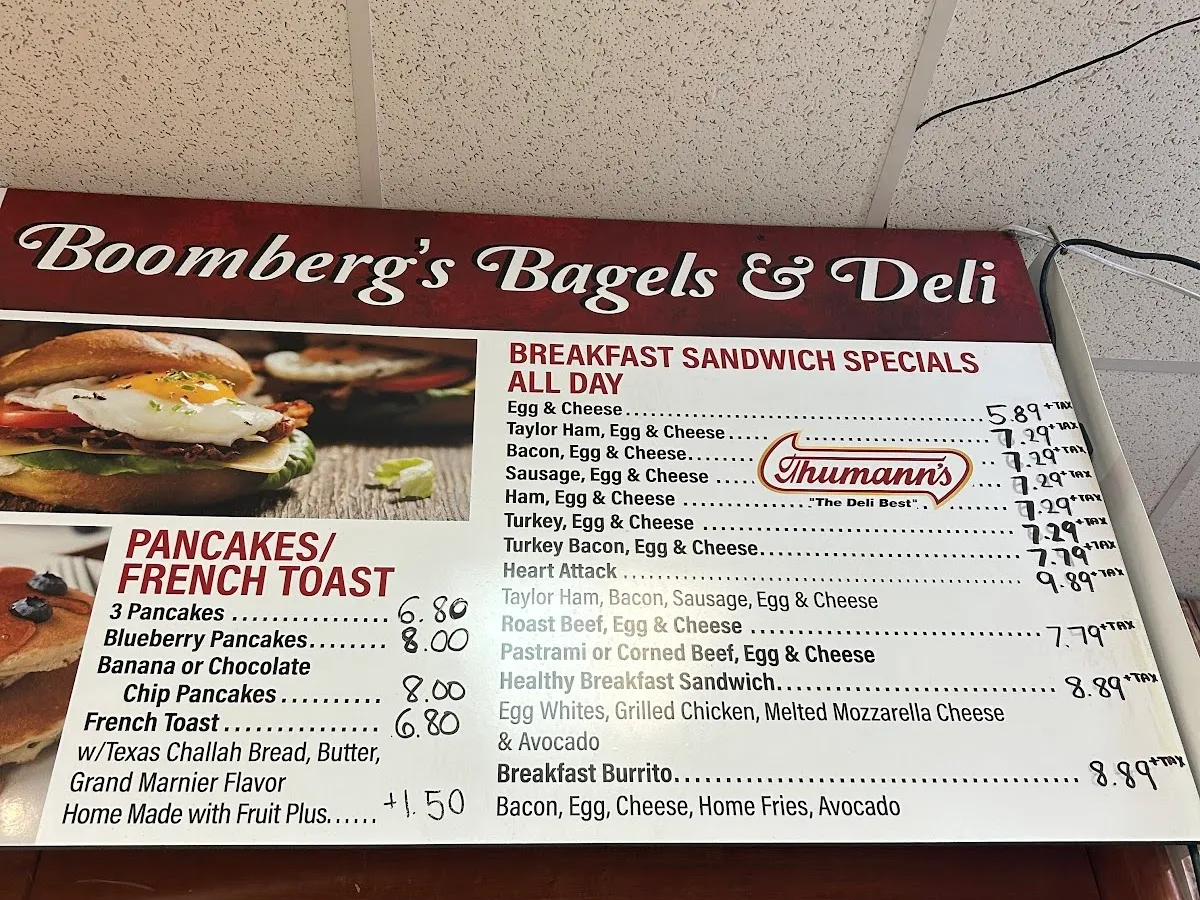 Boomberg's Bagels & Deli
PANCAKES/
FRENCH TOAST
3 Pancakes ................ 6.80
Blueberry Pancakes........ 8.00
Banana or Chocolate
Chip Pancakes .......... 8.00
French Toast ................ 6.80
w/Texas Challah Bread, Butter,
Grand Marnier Flavor
Home Made with Fruit Plus...... +1.50
BREAKFAST SANDWICH SPECIALS
ALL DAY
Egg & Cheese........................ 5.89 +TAX
Taylor Ham, Egg & Cheese.................... 7.29 +TAX
Bacon, Egg & Cheese.................... 7.29 +TAX
Sausage, Egg & Cheese .................... 7.29 +TAX
Ham, Egg & Cheese .................... 7.29 +TAX
Thumann's
"The Deli Best"
Turkey, Egg & Cheese .................... 7.29 +TAX
Turkey Bacon, Egg & Cheese.................... 7.79 +TAX
Heart Attack .................... 9.89 +TAX
Taylor Ham, Bacon, Sausage, Egg & Cheese
Roast Beef, Egg & Cheese .................... 7.79 +TAX
Pastrami or Corned Beef, Egg & Cheese
Healthy Breakfast Sandwich.................... 8.89 +TAX
Egg Whites, Grilled Chicken, Melted Mozzarella Cheese
& Avocado
Breakfast Burrito.................... 8.89 +TAX
Bacon, Egg, Cheese, Home Fries, Avocado